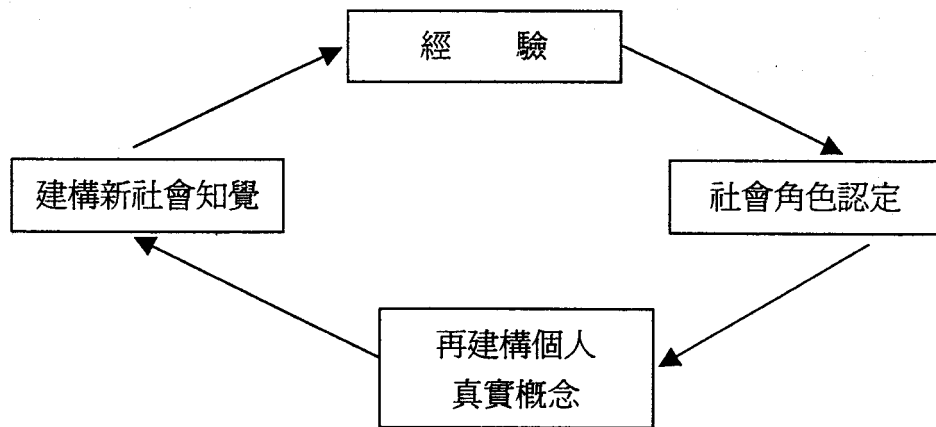 經 驗
建構新社會知覺
社會角色認定
再建構個人
真實概念